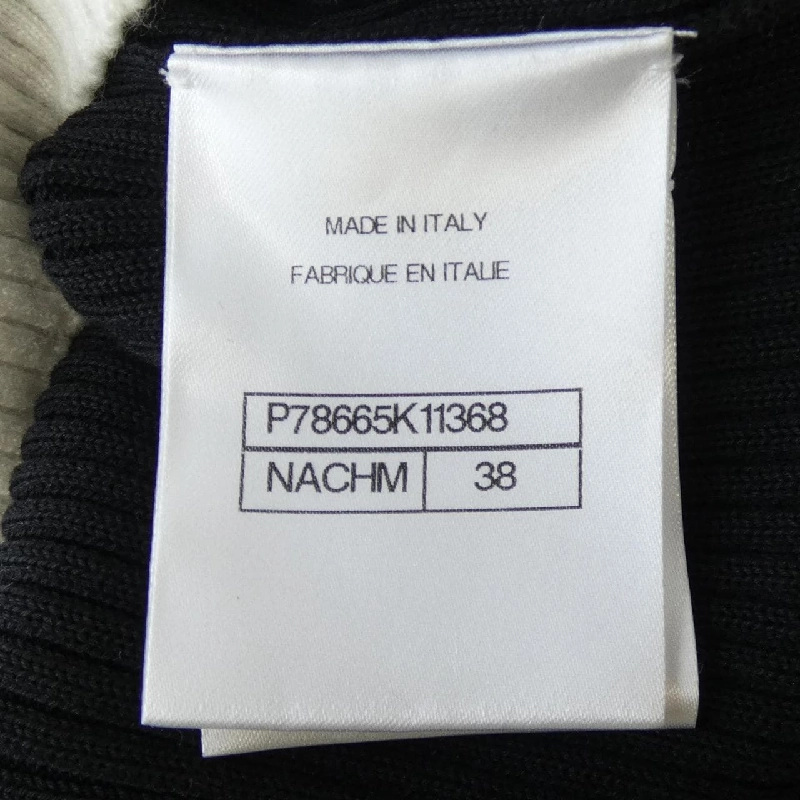 MADE IN ITALY
FABRIQUE EN ITALIE
P78665K11368
NACHM 38